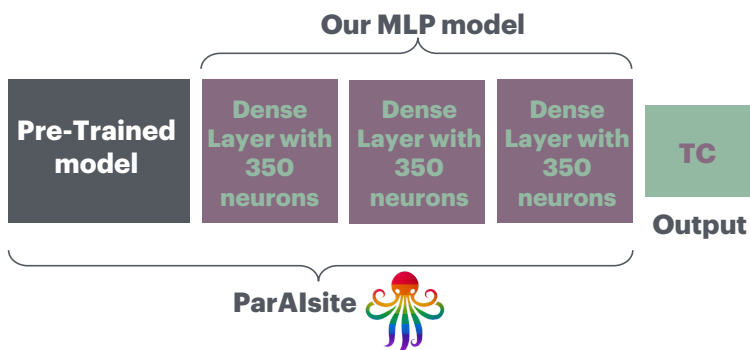 Our MLP model
Pre-Trained
model
Dense
Layer with
350
neurons
Dense
Layer with
350
neurons
Dense
Layer with
350
neurons
TC
Output
ParAIsite